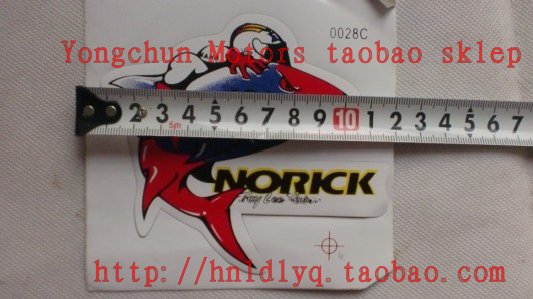 0028C
Yongchun Motors taobao sklep
2 3 4 5 6 7 8 9 10 1 2 3 4 5 6 7
5m
NORICK
http://hnldlyq.taobao.com